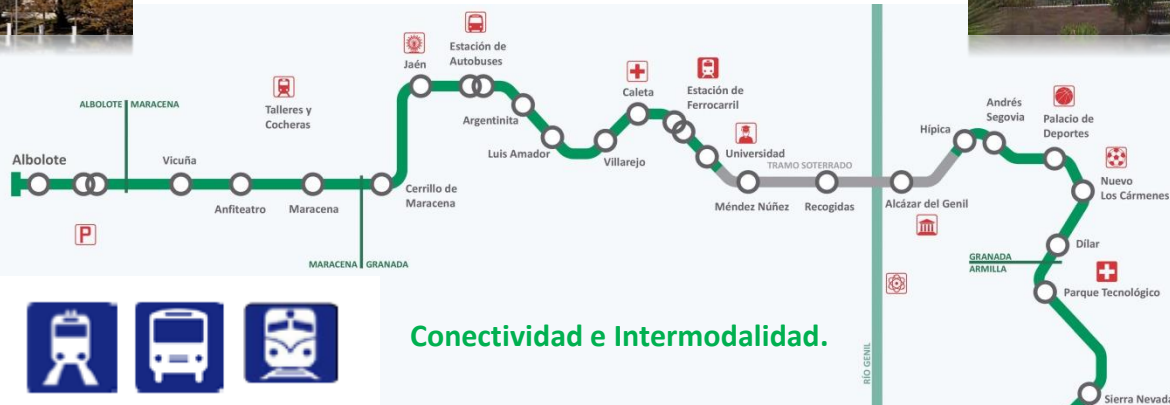 Albolote
ALBOLOTE
MARACENA
P
Vicuña
Anfiteatro
Talleres y
Cocheras
Maracena
MARACENA
GRANADA
Cerrillo de
Maracena
Jaén
Estación de
Autobuses
Argentinita
Luis Amador
Villarejo
Caleta
Estación de
Ferrocarril
Universidad
Méndez Núñez
TRAMO SOTERRADO
Recogidas
RÍO GENIL
Alcázar del Genil
Hípica
Andrés
Segovia
Palacio de
Deportes
Nuevo
Los Cármenes
Dílar
GRANADA
ARMILLA
Parque Tecnológico
Sierra Nevada
Conectividad e Intermodalidad.